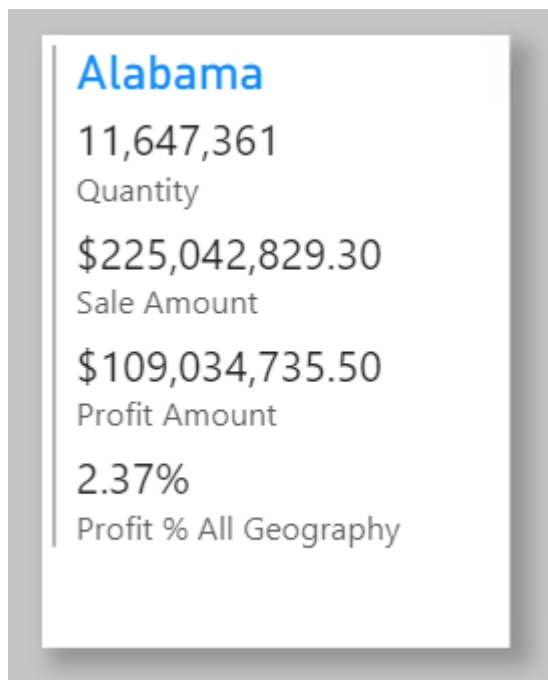 Alabama
11,647,361
Quantity
$225,042,829.30
Sale Amount
$109,034,735.50
Profit Amount
2.37%
Profit % All Geography